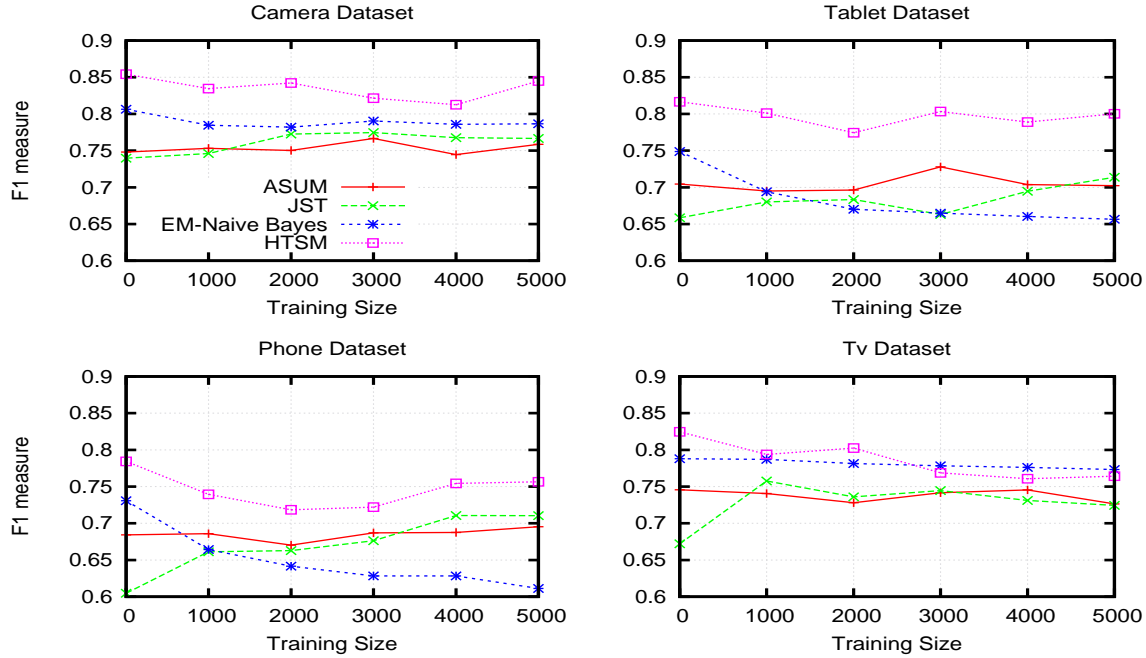 Camera Dataset
0.9
0.85
0.8
0.75
0.7
0.65
0.6
F1 measure
ASUM
JST
EM-Naive Bayes
HTSM
0 1000 2000 3000 4000 5000
Training Size
Tablet Dataset
0.9
0.85
0.8
0.75
0.7
0.65
0.6
0 1000 2000 3000 4000 5000
Training Size
Phone Dataset
0.9
0.85
0.8
0.75
0.7
0.65
0.6
F1 measure
0 1000 2000 3000 4000 5000
Training Size
Tv Dataset
0.9
0.85
0.8
0.75
0.7
0.65
0.6
0 1000 2000 3000 4000 5000
Training Size